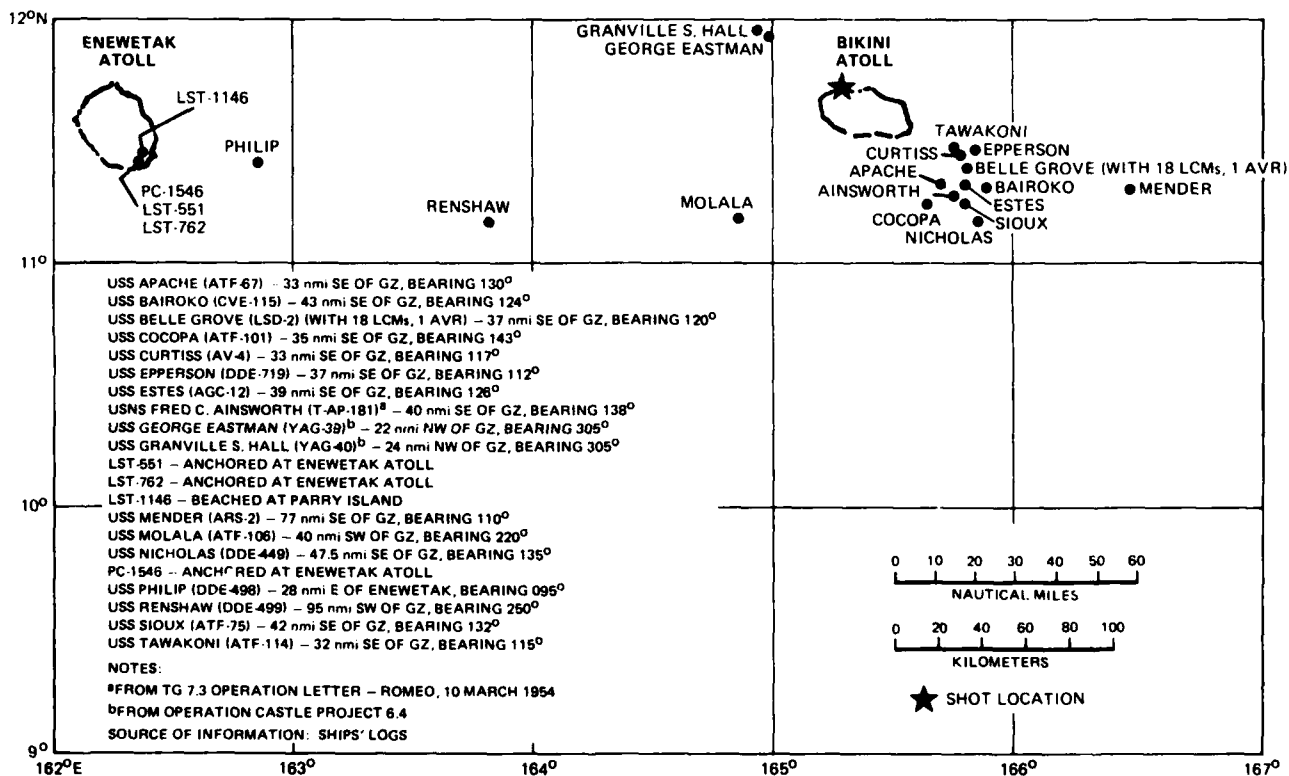 12°N
ENEWETAK
ATOLL
LST-1146
PHILIP
PC-1546
LST-551
LST-762
RENSHAW
MOLALA
GRANVILLE S. HALL
GEORGE EASTMAN
BIKINI
ATOLL
TAWAKONI
CURTISS
EPPERSON
BELLE GROVE (WITH 18 LCMs, 1 AVR)
APACHE
BAIROKO
MENDER
AINSWORTH
ESTES
COCOPA
SIOUX
NICHOLAS
11°
USS APACHE (ATF-67) – 33 nmi SE OF GZ, BEARING 130°
USS BAIROKO (CVE-115) – 43 nmi SE OF GZ, BEARING 124°
USS BELLE GROVE (LSD-2) (WITH 18 LCMs, 1 AVR) – 37 nmi SE OF GZ, BEARING 120°
USS COCOPA (ATF-101) – 35 nmi SE OF GZ, BEARING 143°
USS CURTISS (AV-4) – 33 nmi SE OF GZ, BEARING 117°
USS EPPERSON (DDE-719) – 37 nmi SE OF GZ, BEARING 112°
USS ESTES (AGC-12) – 39 nmi SE OF GZ, BEARING 126°
USNS FRED C. AINSWORTH (T-AP-181)a – 40 nmi SE OF GZ, BEARING 138°
USS GEORGE EASTMAN (YAG-39)b – 22 nmi NW OF GZ, BEARING 305°
USS GRANVILLE S. HALL (YAG-40)b – 24 nmi NW OF GZ, BEARING 305°
LST-551 – ANCHORED AT ENEWETAK ATOLL
LST-762 – ANCHORED AT ENEWETAK ATOLL
LST-1146 – BEACHED AT PARRY ISLAND
USS MENDER (ARS-2) – 77 nmi SE OF GZ, BEARING 110°
USS MOLALA (ATF-106) – 40 nmi SW OF GZ, BEARING 220°
USS NICHOLAS (DDE-449) – 47.5 nmi SE OF GZ, BEARING 135°
PC-1546 – ANCHORED AT ENEWETAK ATOLL
USS PHILIP (DDE-498) – 28 nmi E OF ENEWETAK, BEARING 095°
USS RENSHAW (DDE-499) – 95 nmi SW OF GZ, BEARING 250°
USS SIOUX (ATF-75) – 42 nmi SE OF GZ, BEARING 132°
USS TAWAKONI (ATF-114) – 32 nmi SE OF GZ, BEARING 115°
NOTES:
aFROM TG 7.3 OPERATION LETTER – ROMEO, 10 MARCH 1954
bFROM OPERATION CASTLE PROJECT 6.4
SOURCE OF INFORMATION: SHIPS' LOGS
10°
0 10 20 30 40 50 60
NAUTICAL MILES
0 20 40 60 80 100
KILOMETERS
SHOT LOCATION
9°
162°E 163° 164° 165° 166° 167°